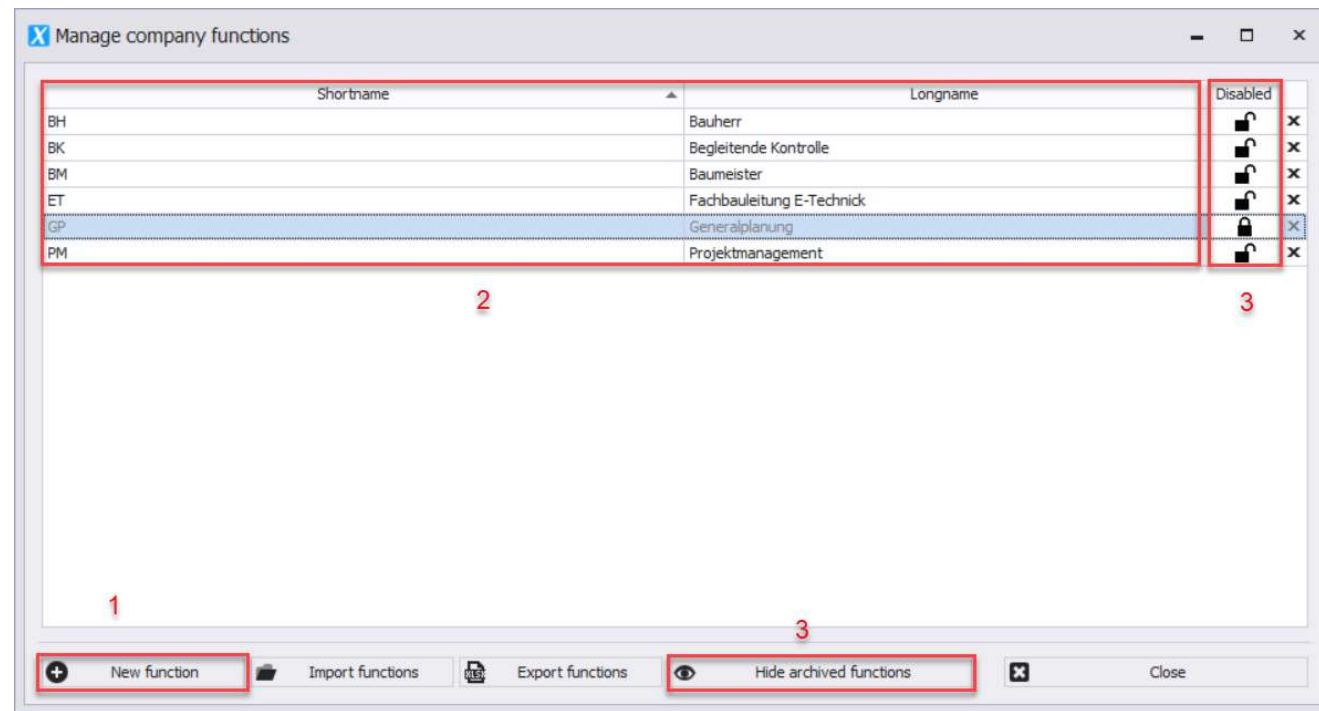 Manage company functions
Shortname Longname Disabled
BH Bauherr
BK Begleitende Kontrolle
BM Baumeister
ET Fachbauleitung E-Technick
GP Generalplanung
PM Projektmanagement
2 3
1
3
New function Import functions XLSX Export functions Hide archived functions Close